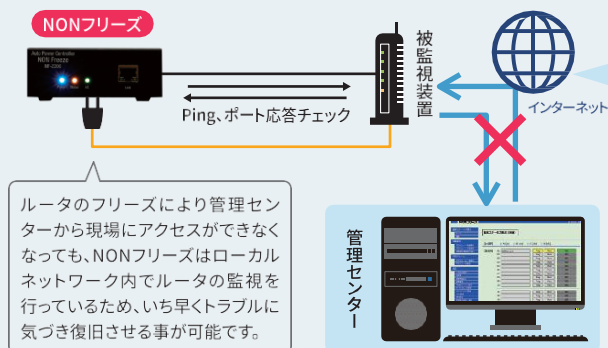 NONフリーズ
Auto Power Controller
NON Freeze
被監視装置
Ping、ポート応答チェック
インターネット
管理センター
ルータのフリーズにより管理セン
ターから現場にアクセスができなく
なっても、NONフリーズはローカル
ネットワーク内でルータの監視を
行っているため、いち早くトラブルに
気づき復旧させる事が可能です。